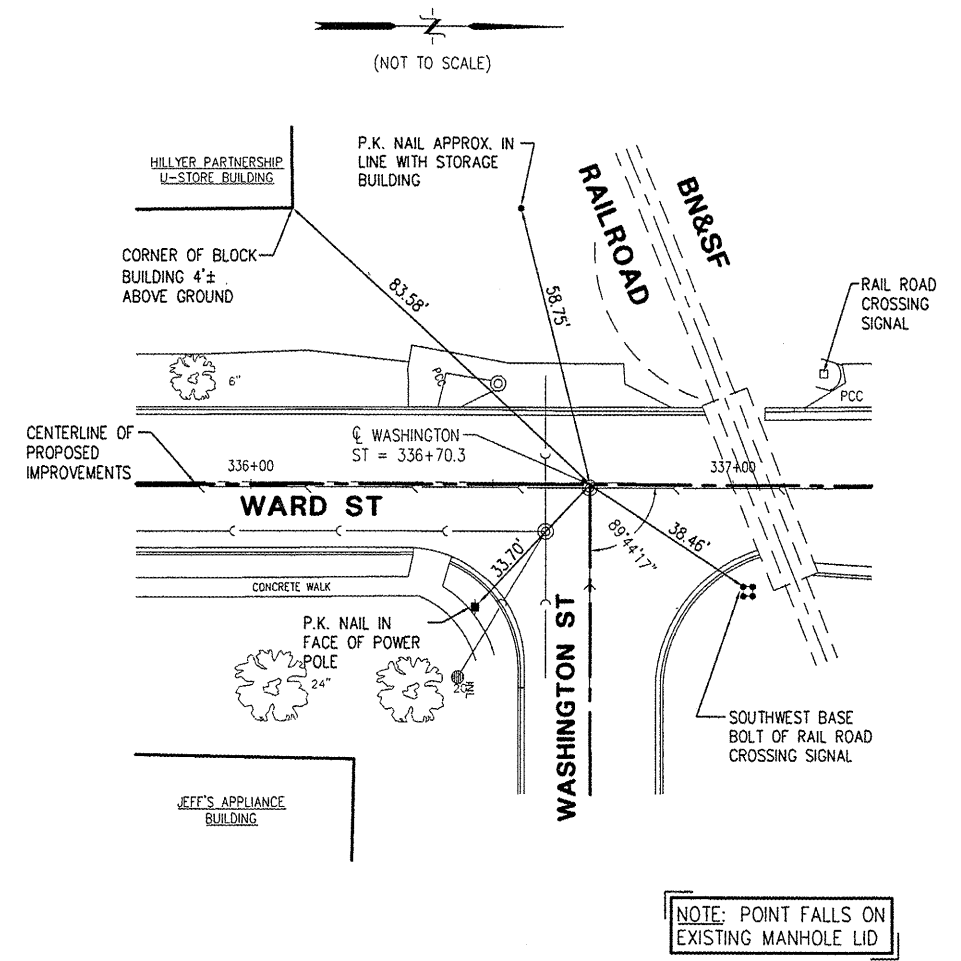 (NOT TO SCALE)
HILLYER PARTNERSHIP
U-STORE BUILDING
P.K. NAIL APPROX. IN
LINE WITH STORAGE
BUILDING
RAILROAD
BN&SF
CORNER OF BLOCK
BUILDING 4'±
ABOVE GROUND
83.58'
58.75'
RAIL ROAD
CROSSING
SIGNAL
6"
PCC
PCC
CENTERLINE OF
PROPOSED
IMPROVEMENTS
℄ WASHINGTON
ST = 336+70.3
336+00
337+00
WARD ST
89°44'17"
38.46'
33.70'
CONCRETE WALK
P.K. NAIL IN
FACE OF POWER
POLE
24"
WASHINGTON ST
SOUTHWEST BASE
BOLT OF RAIL ROAD
CROSSING SIGNAL
JEFF'S APPLIANCE
BUILDING
NOTE: POINT FALLS ON
EXISTING MANHOLE LID